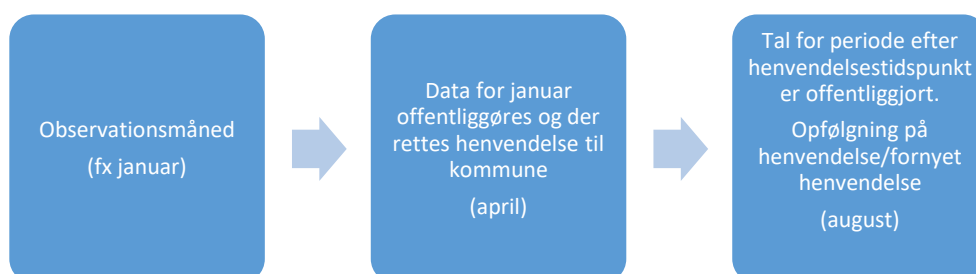 Observationsmåned
(fx januar)
Data for januar
offentliggøres og der
rettes henvendelse til
kommune
(april)
Tal for periode efter
henvendelsestidspunkt
er offentliggjort.
Opfølgning på
henvendelse/fornyet
henvendelse
(august)